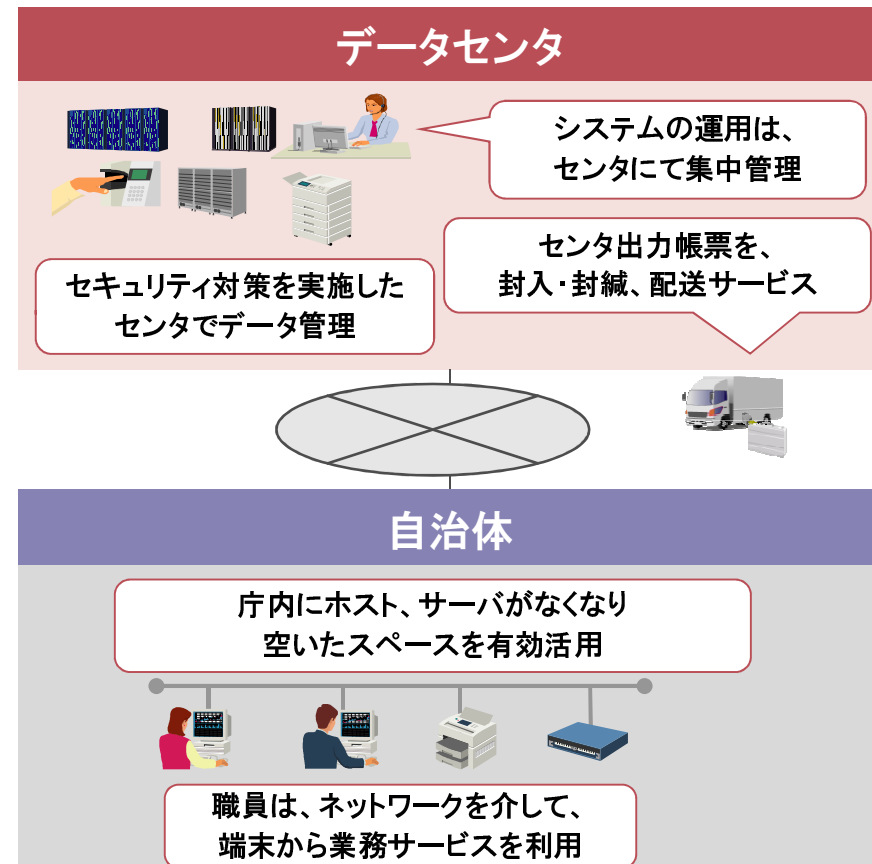 データセンタ
システムの運用は、
センタにて集中管理
センタ出力帳票を、
封入・封緘、配送サービス
セキュリティ対策を実施した
センタでデータ管理
自治体
庁内にホスト、サーバがなくなり
空いたスペースを有効活用
職員は、ネットワークを介して、
端末から業務サービスを利用